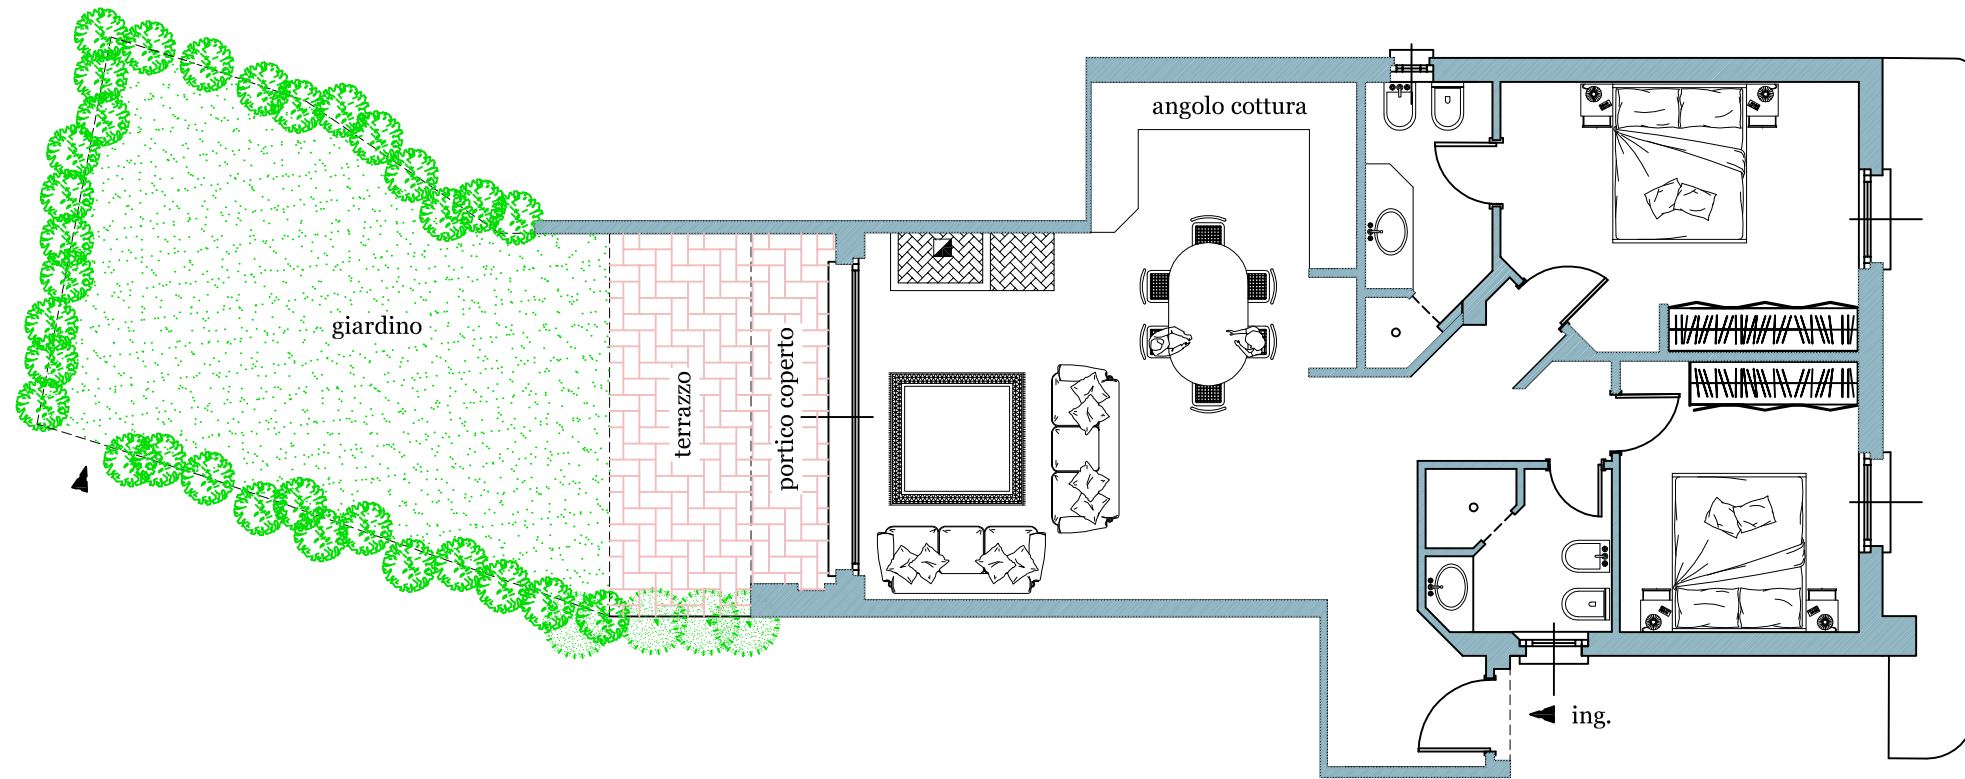 angolo cottura
giardino
terrazzo
portico coperto
ing.